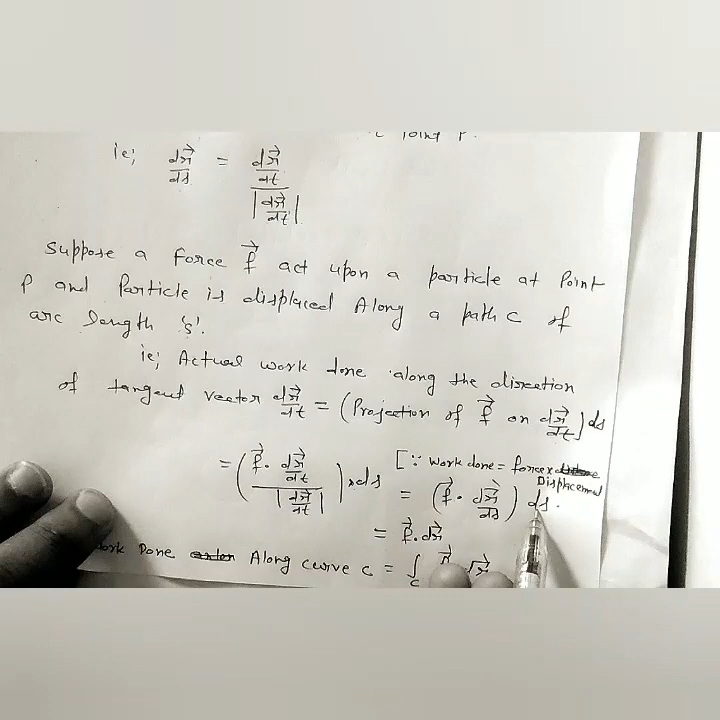 Point P.
ie; dr⃗/ds = (dr⃗/dt) / |dr⃗/dt|
Suppose a force f⃗ act upon a particle at Point
P and Particle is displaced Along a path C of
arc length 's'.
ie; Actual work done along the direction
of tangent vector dr⃗/dt = (Projection of f⃗ on dr⃗/dt) ds
= (f⃗ · (dr⃗/dt) / |dr⃗/dt|) × ds [∵ work done = force ×
Displacement
= (f⃗ · dr⃗/ds) ds.
= f⃗ · dr⃗
work Done Along curve C = ∫C f⃗ · dr⃗